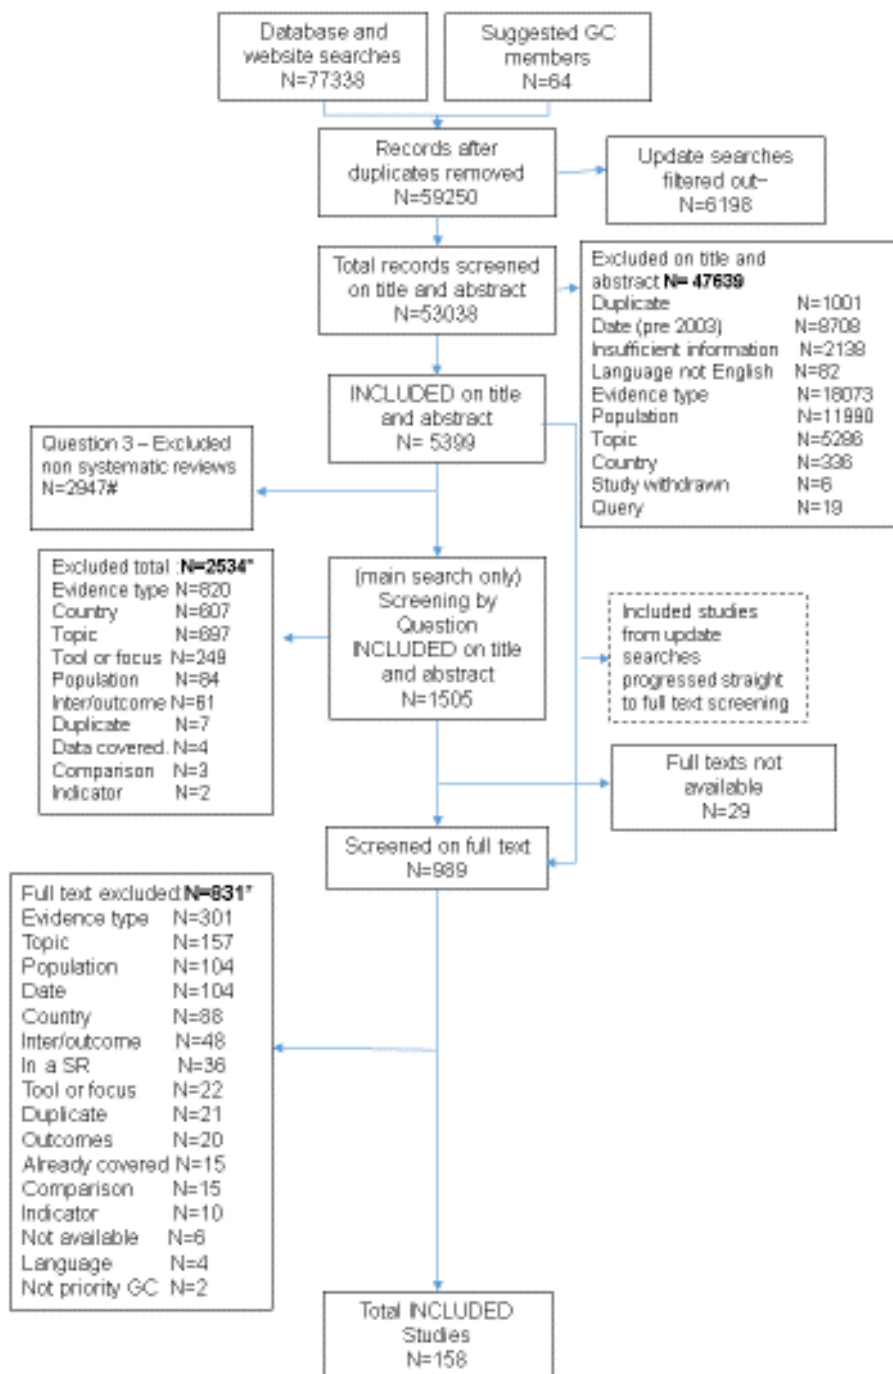 Database and
website searches
N=77338
Suggested GC
members
N=64
Records after
duplicates removed
N=59250
Update searches
filtered out~
N=6198
Total records screened
on title and abstract
N=53038
Excluded on title and
abstract N= 47639
Duplicate N=1001
Date (pre 2003) N=8708
Insufficient information N=2138
Language not English N=82
Evidence type N=18073
Population N=11990
Topic N=5286
Country N=336
Study withdrawn N=6
Query N=19
INCLUDED on title
and abstract
N= 5399
Question 3 – Excluded
non systematic reviews
N=2947#
Excluded total :N=2534*
Evidence type N=820
Country N=607
Topic N=697
Tool or focus N=249
Population N=84
Inter/outcome N=61
Duplicate N=7
Data covered. N=4
Comparison N=3
Indicator N=2
(main search only)
Screening by
Question
INCLUDED on title
and abstract
N=1505
Included studies
from update
searches
progressed straight
to full text screening
Full texts not
available
N=29
Screened on full text
N=989
Full text excluded:N=831*
Evidence type N=301
Topic N=157
Population N=104
Date N=104
Country N=88
Inter/outcome N=48
In a SR N=36
Tool or focus N=22
Duplicate N=21
Outcomes N=20
Already covered N=15
Comparison N=15
Indicator N=10
Not available N=6
Language N=4
Not priority GC N=2
Total INCLUDED
Studies
N=158